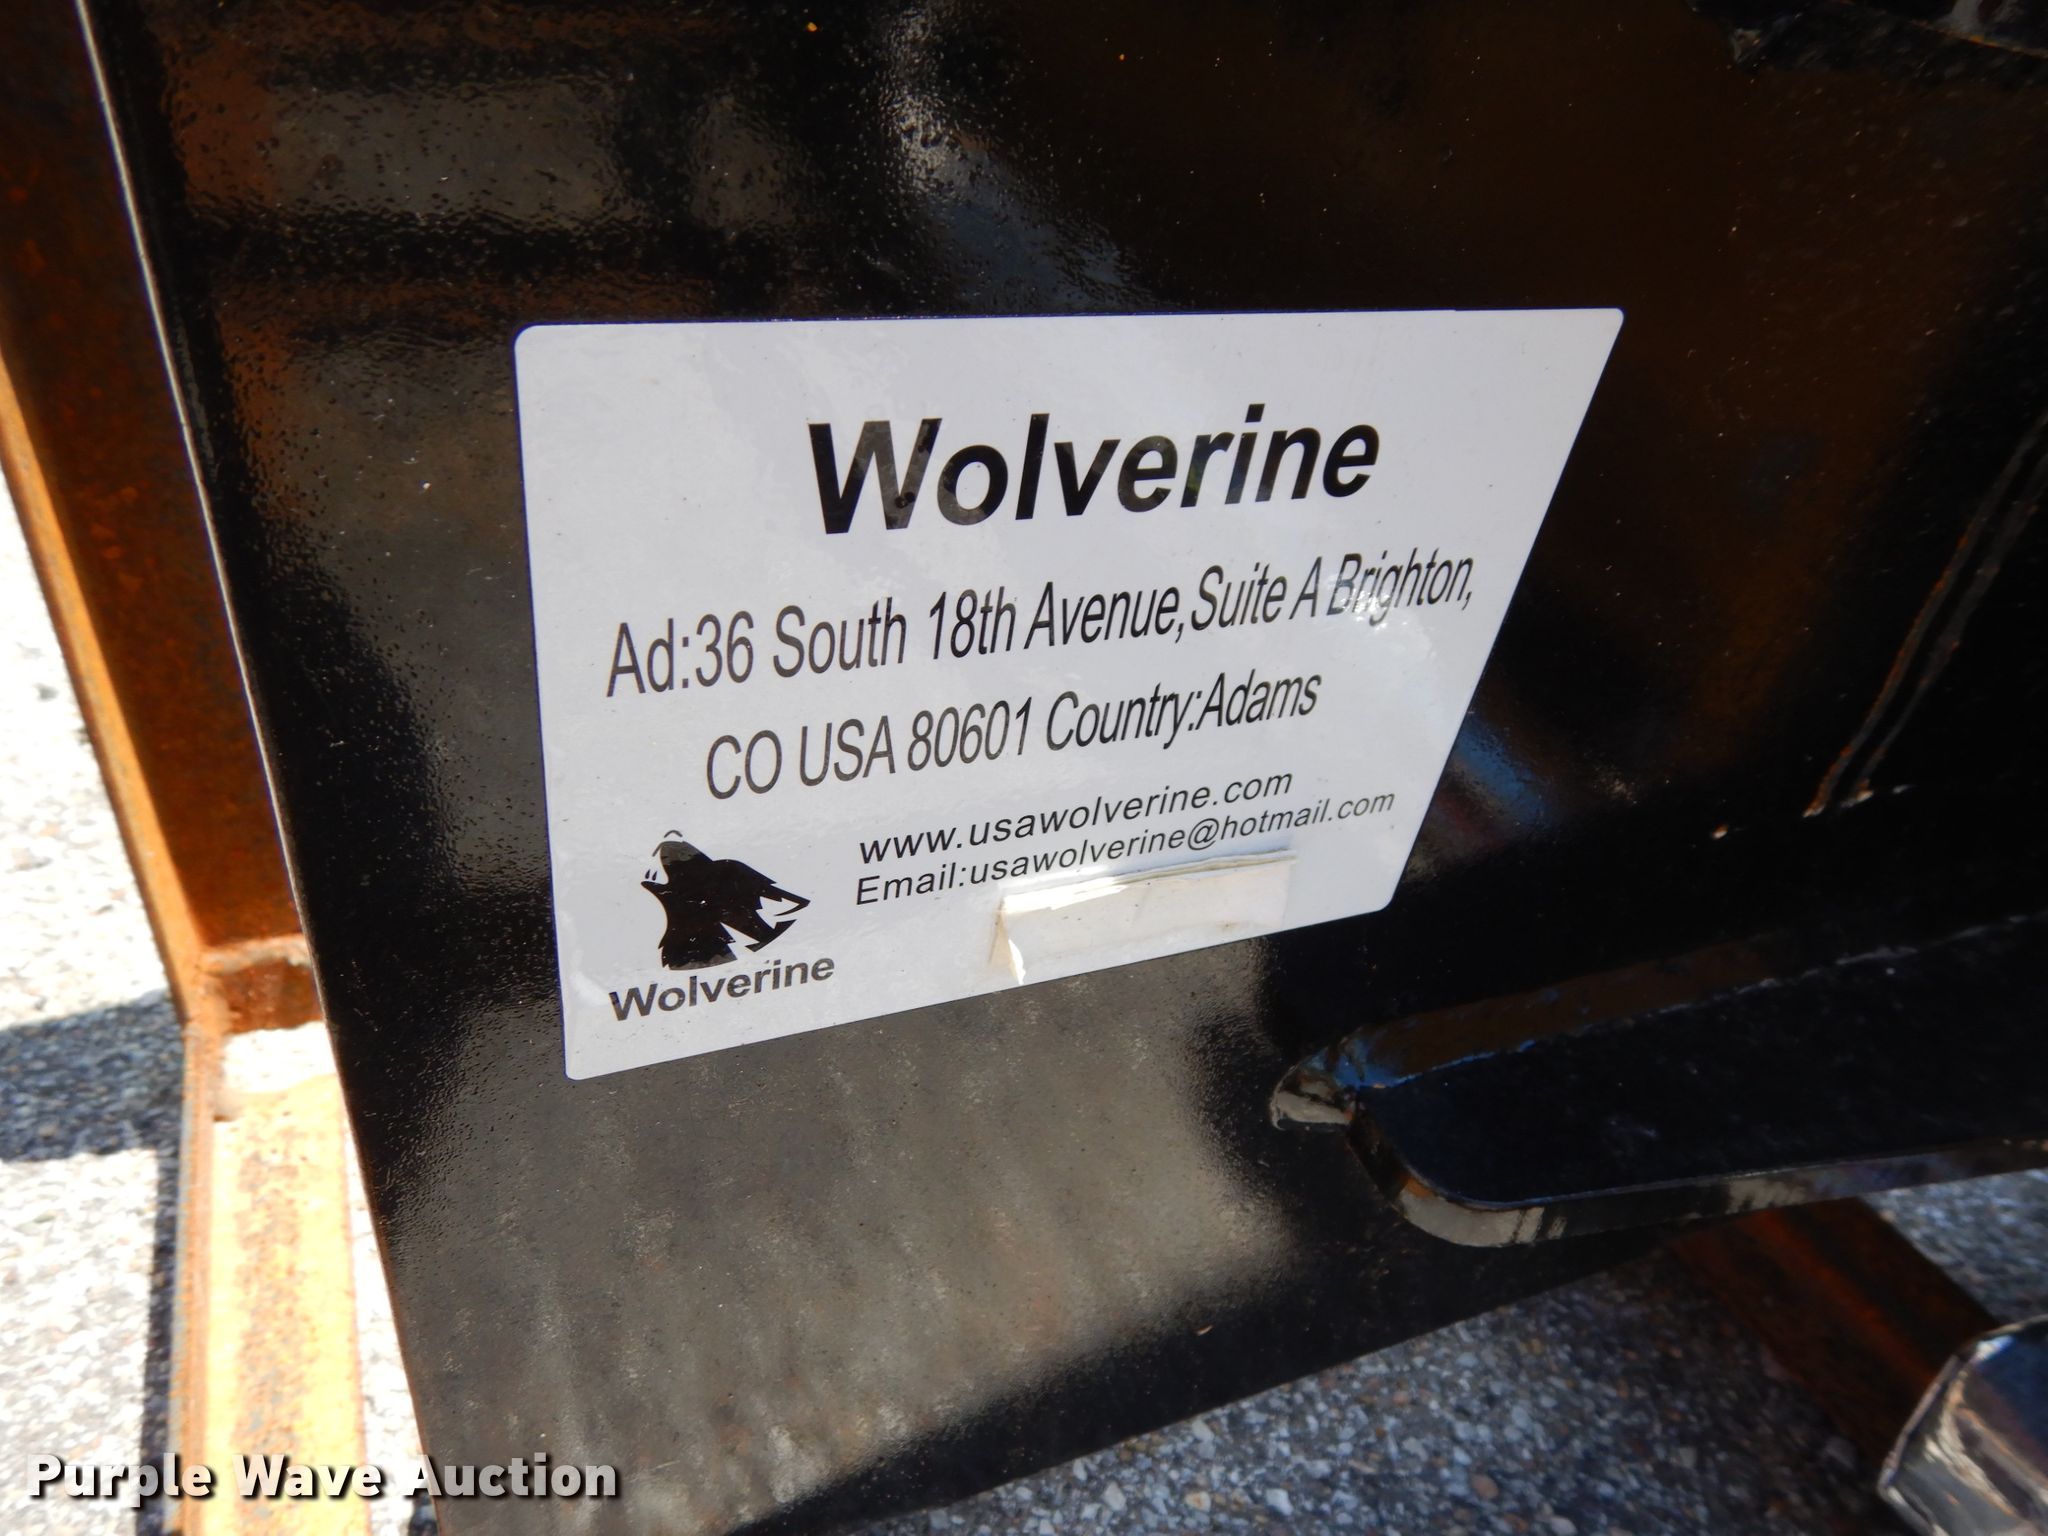 Wolverine
Ad:36 South 18th Avenue,Suite A Brighton,
CO USA 80601 Country:Adams
www.usawolverine.com
Email:usawolverine@hotmail.com
Wolverine
Purple Wave Auction